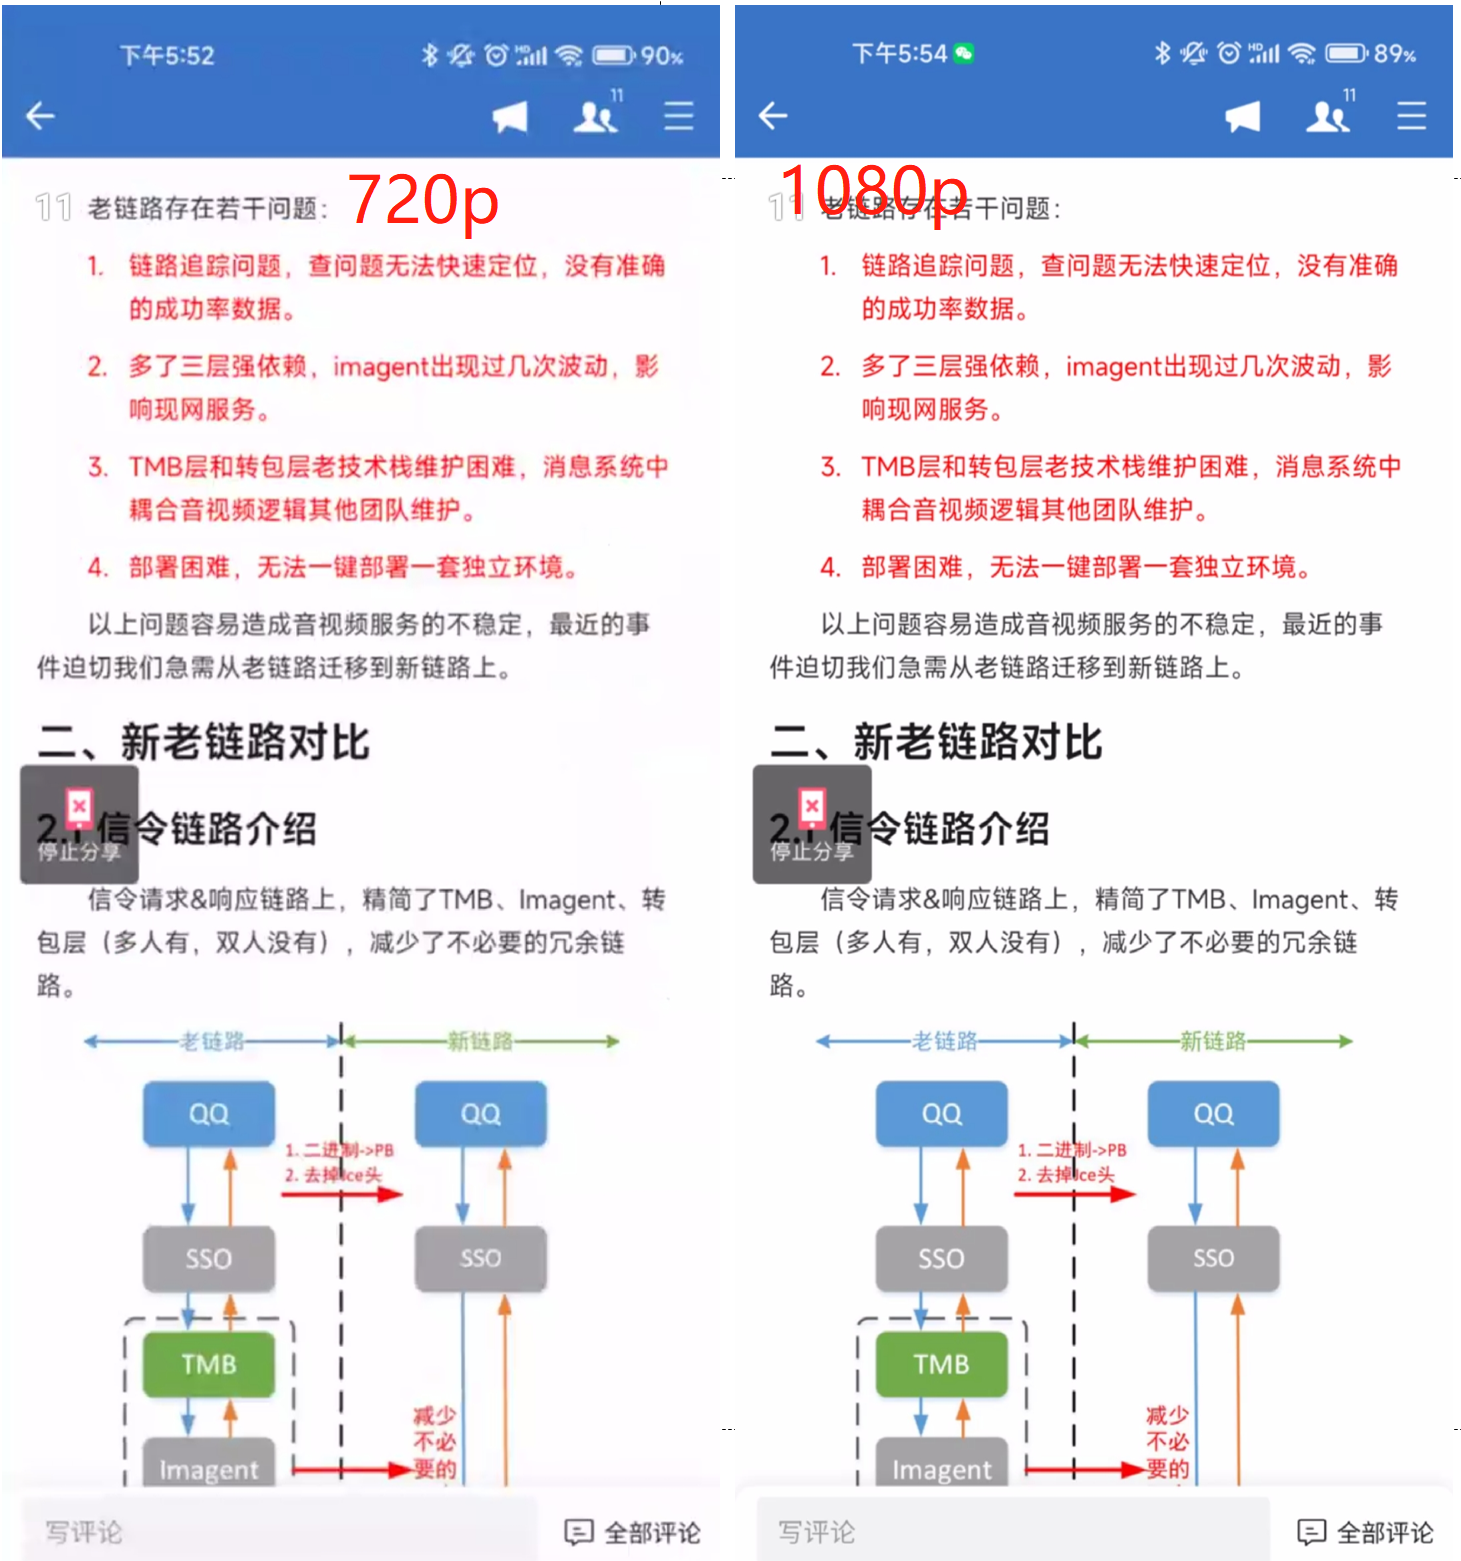 下午5:52
HD
90%
11
720p
11 老链路存在若干问题：
1. 链路追踪问题，查问题无法快速定位，没有准确
的成功率数据。
2. 多了三层强依赖，imagent出现过几次波动，影
响现网服务。
3. TMB层和转包层老技术栈维护困难，消息系统中
耦合音视频逻辑其他团队维护。
4. 部署困难，无法一键部署一套独立环境。
以上问题容易造成音视频服务的不稳定，最近的事
件迫切我们急需从老链路迁移到新链路上。
二、新老链路对比
2.1 信令链路介绍
停止分享
信令请求&响应链路上，精简了TMB、Imagent、转
包层（多人有，双人没有），减少了不必要的冗余链
路。
老链路
新链路
QQ
QQ
1. 二进制->PB
2. 去掉Ice头
SSO
SSO
TMB
减少
不必
要的
Imagent
写评论
全部评论
下午5:54
HD
89%
11
1080p
11 老链路存在若干问题：
1. 链路追踪问题，查问题无法快速定位，没有准确
的成功率数据。
2. 多了三层强依赖，imagent出现过几次波动，影
响现网服务。
3. TMB层和转包层老技术栈维护困难，消息系统中
耦合音视频逻辑其他团队维护。
4. 部署困难，无法一键部署一套独立环境。
以上问题容易造成音视频服务的不稳定，最近的事
件迫切我们急需从老链路迁移到新链路上。
二、新老链路对比
2.1 信令链路介绍
停止分享
信令请求&响应链路上，精简了TMB、Imagent、转
包层（多人有，双人没有），减少了不必要的冗余链
路。
老链路
新链路
QQ
QQ
1. 二进制->PB
2. 去掉Ice头
SSO
SSO
TMB
减少
不必
要的
Imagent
写评论
全部评论